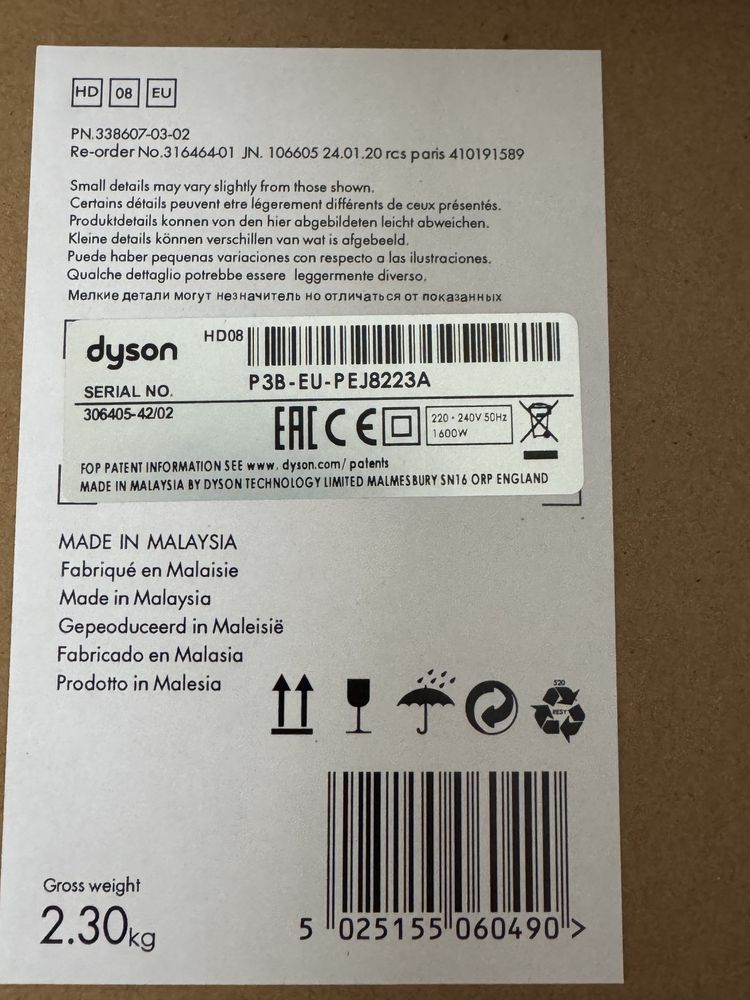 HD 08 EU
PN.338607-03-02
Re-order No.316464-01 JN. 106605 24.01.20 rcs paris 410191589
Small details may vary slightly from those shown.
Certains détails peuvent etre légerement différents de ceux présentés.
Produktdetails konnen von den hier abgebildeten leicht abweichen.
Kleine details können verschillen van wat is afgebeeld.
Puede haber pequenas variaciones con respecto a las ilustraciones.
Qualche dettaglio potrebbe essere leggermente diverso.
Мелкие детали могут незначитель но отличаться от показанных
dyson HD08
SERIAL NO. P3B-EU-PEJ8223A
306405-42/02
EAC CE
220 - 240V 50Hz
1600W
FOP PATENT INFORMATION SEE www. dyson.com/ patents
MADE IN MALAYSIA BY DYSON TECHNOLOGY LIMITED MALMESBURY SN16 ORP ENGLAND
MADE IN MALAYSIA
Fabriqué en Malaisie
Made in Malaysia
Gepeoduceerd in Maleisië
Fabricado en Malasia
Prodotto in Malesia
S20
RESY
Gross weight
2.30kg
5 025155 060490 >